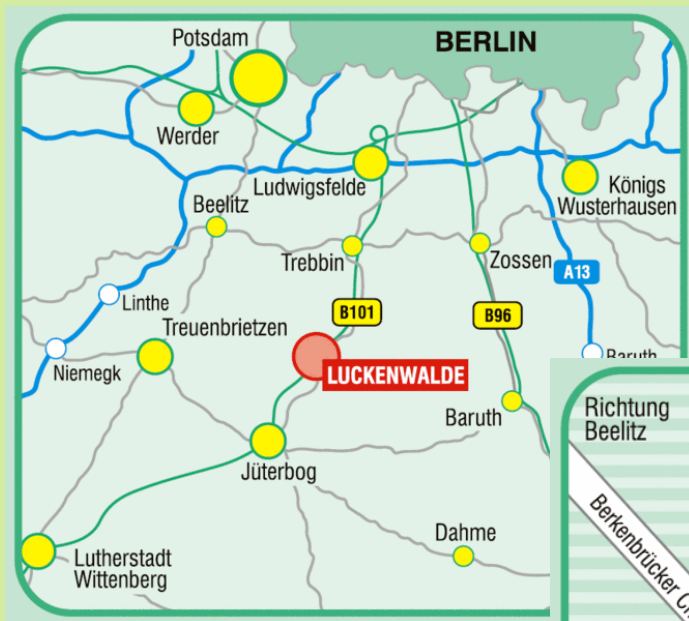 Potsdam
BERLIN
Werder
Ludwigsfelde
Königs
Wusterhausen
Beelitz
Trebbin
Zossen
A13
Linthe
B101
B96
Treuenbrietzen
Niemegk
LUCKENWALDE
Baruth
Baruth
Richtung
Beelitz
Jüterbog
Berkenbrücker
Dahme
Lutherstadt
Wittenberg